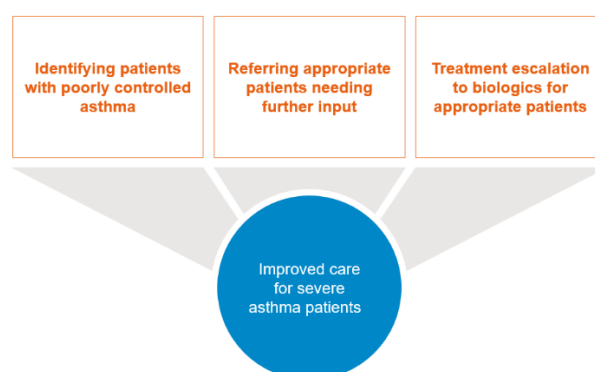 Identifying patients
with poorly controlled
asthma
Referring appropriate
patients needing
further input
Treatment escalation
to biologics for
appropriate patients
Improved care
for severe
asthma patients